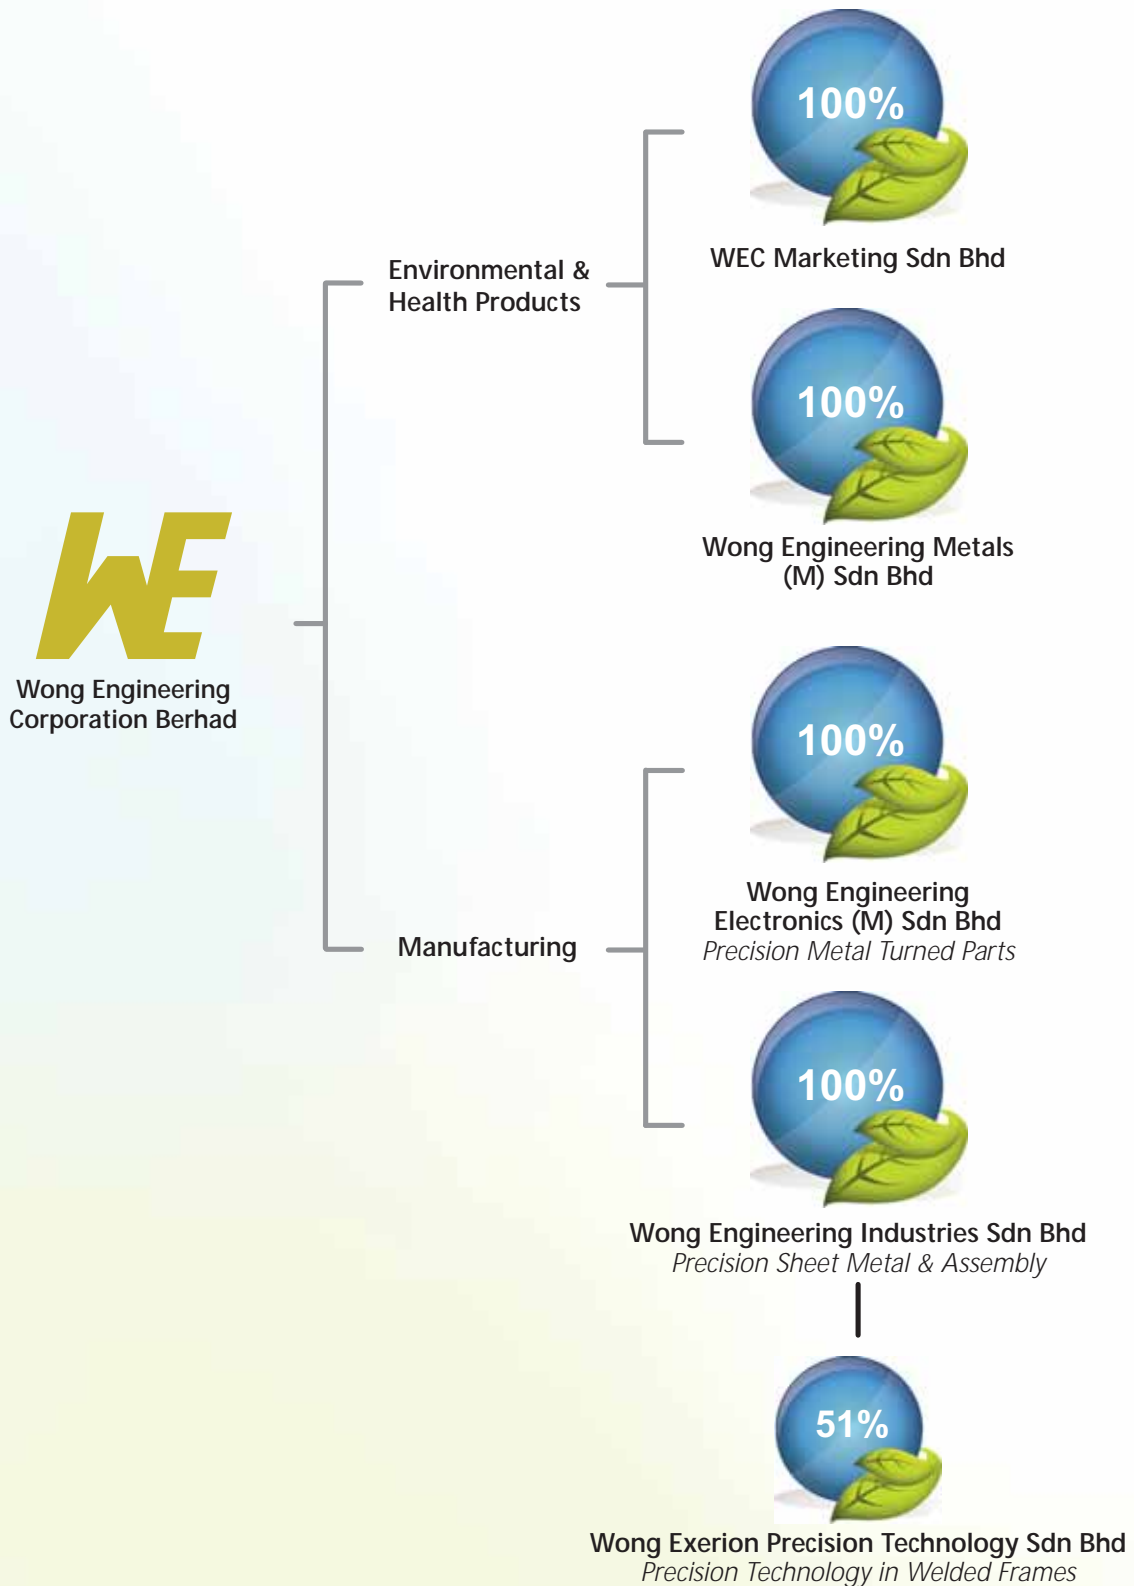 100%
WEC Marketing Sdn Bhd
Environmental &
Health Products
100%
Wong Engineering Metals
(M) Sdn Bhd
WE
Wong Engineering
Corporation Berhad
100%
Wong Engineering
Electronics (M) Sdn Bhd
Precision Metal Turned Parts
Manufacturing
100%
Wong Engineering Industries Sdn Bhd
Precision Sheet Metal & Assembly
51%
Wong Exerion Precision Technology Sdn Bhd
Precision Technology in Welded Frames